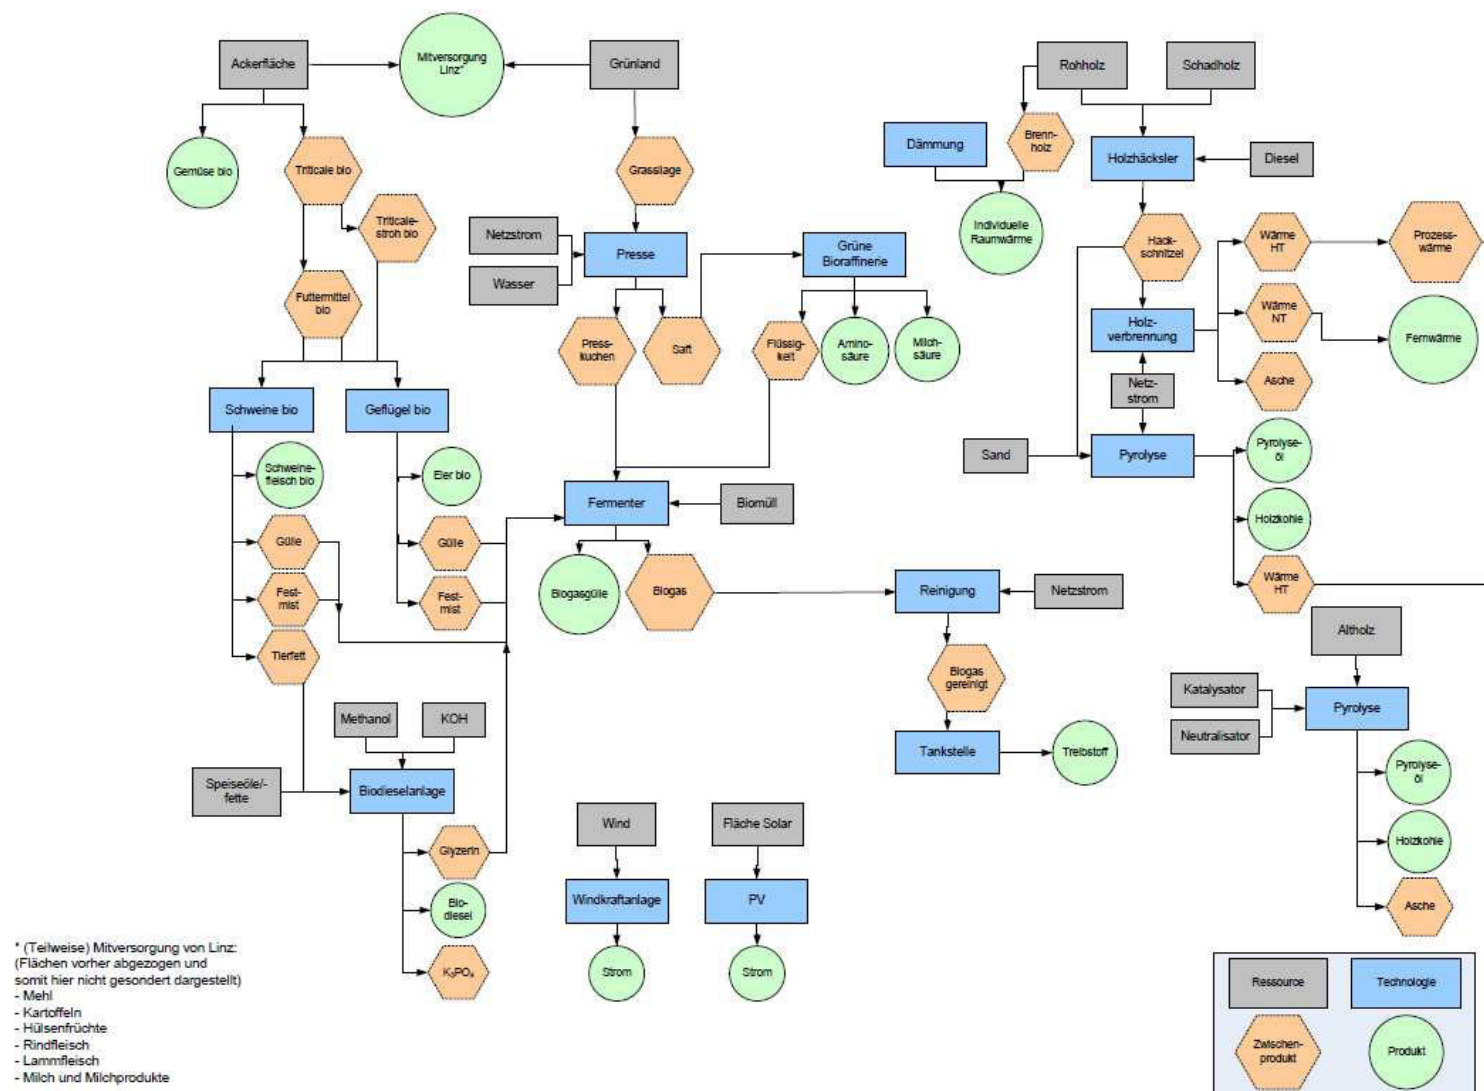 Ackerfläche
Mitversorgung
Linz*
Grünland
Rohholz
Schadholz
Gemüse bio
Triticale bio
Grassilage
Dämmung
Brenn-
holz
Holzhäcksler
Diesel
Triticale-
stroh bio
Netzstrom
Presse
Grüne
Bioraffinerie
Individuelle
Raumwärme
Hack-
schnitzel
Wärme
HT
Prozess-
wärme
Wasser
Futtermittel
bio
Press-
kuchen
Saft
Flüssig-
keit
Amino-
säure
Milch-
säure
Holz-
verbrennung
Wärme
NT
Fernwärme
Netz-
strom
Asche
Schweine bio
Geflügel bio
Sand
Pyrolyse
Pyrolyse-
öl
Schweine-
fleisch bio
Eier bio
Fermenter
Biomüll
Holzkohle
Gülle
Gülle
Fest-
mist
Fest-
mist
Biogasgülle
Biogas
Reinigung
Netzstrom
Wärme
HT
Tierfett
Altholz
Biogas
gereinigt
Katalysator
Neutralisator
Pyrolyse
Methanol
KOH
Tankstelle
Treibstoff
Speiseöle/-
fette
Biodieselanlage
Pyrolyse-
öl
Wind
Fläche Solar
Glyzerin
Holzkohle
Windkraftanlage
PV
Bio-
diesel
Asche
K₃PO₄
Strom
Strom
* (Teilweise) Mitversorgung von Linz:
(Flächen vorher abgezogen und
somit hier nicht gesondert dargestellt)
- Mehl
- Kartoffeln
- Hülsenfrüchte
- Rindfleisch
- Lammfleisch
- Milch und Milchprodukte
Ressource
Technologie
Zwischen-
produkt
Produkt